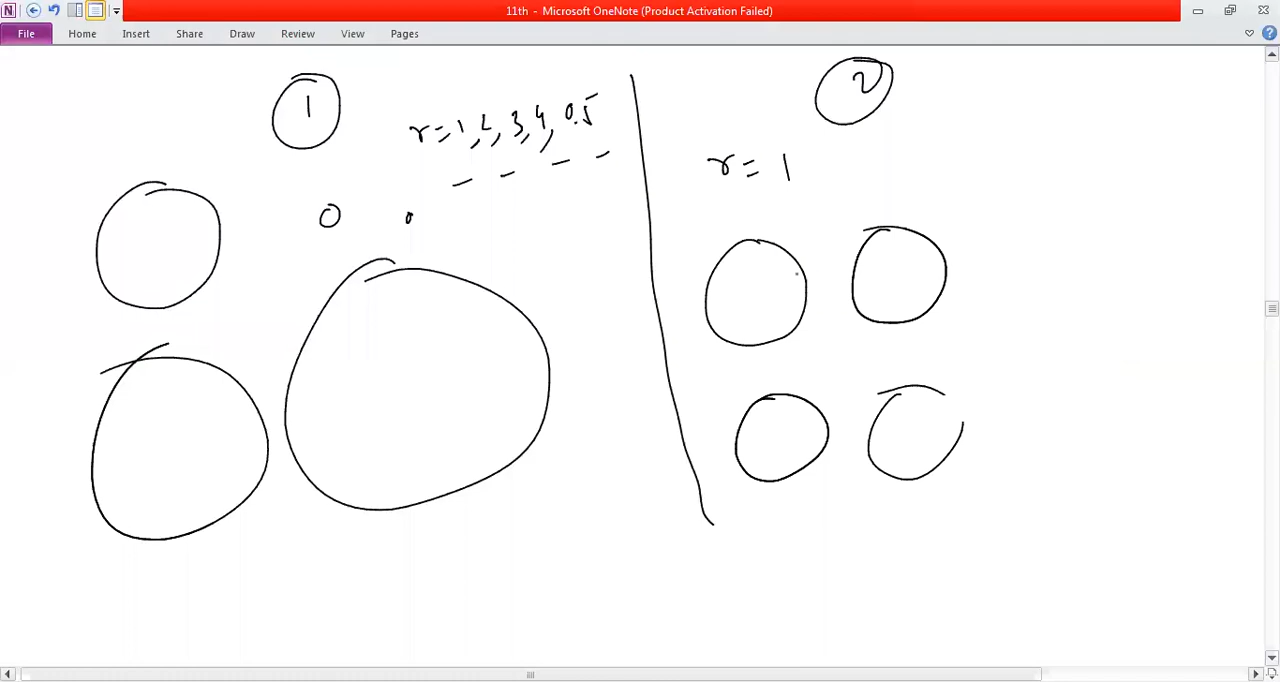 11th - Microsoft OneNote (Product Activation Failed)
File Home Insert Share Draw Review View Pages
1
r = 1, 2, 3, 4, 0.5
2
r = 1